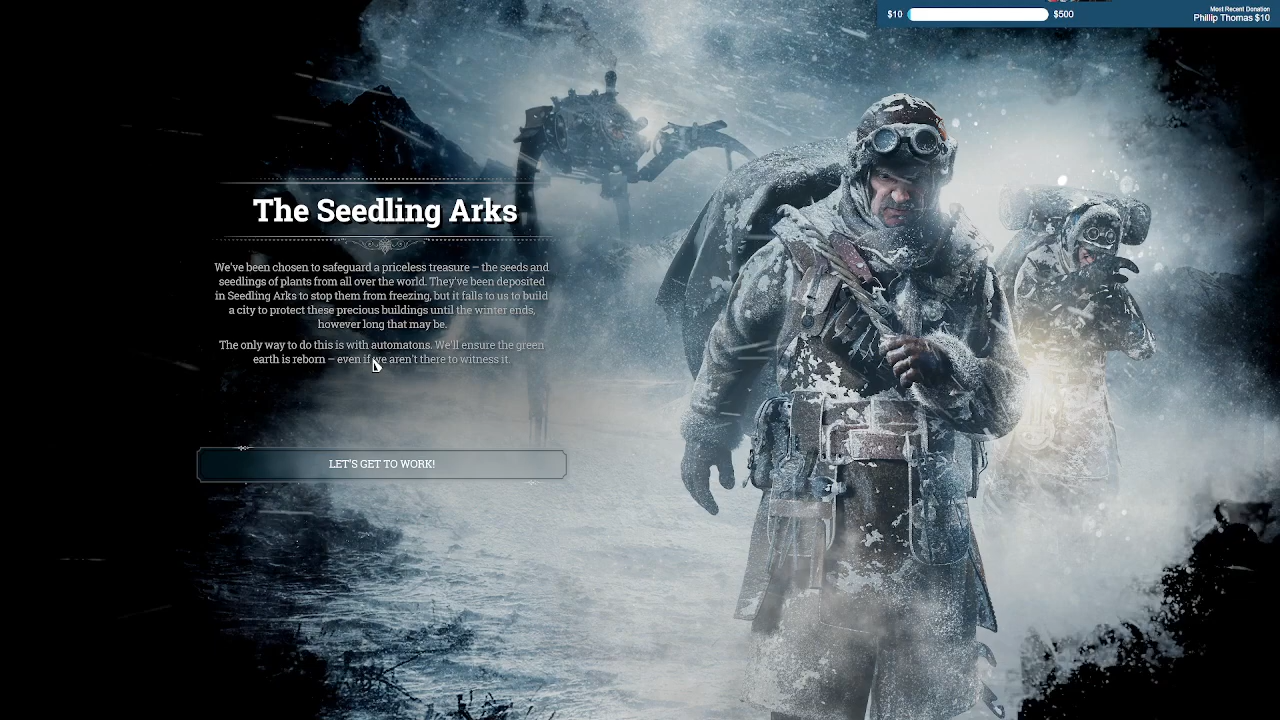 $10
$500
Most Recent Donation
Phillip Thomas $10
The Seedling Arks
We've been chosen to safeguard a priceless treasure – the seeds and
seedlings of plants from all over the world. They've been deposited
in Seedling Arks to stop them from freezing, but it falls to us to build
a city to protect these precious buildings until the winter ends,
however long that may be.
The only way to do this is with automatons. We'll ensure the green
earth is reborn – even if we aren't there to witness it.
LET'S GET TO WORK!